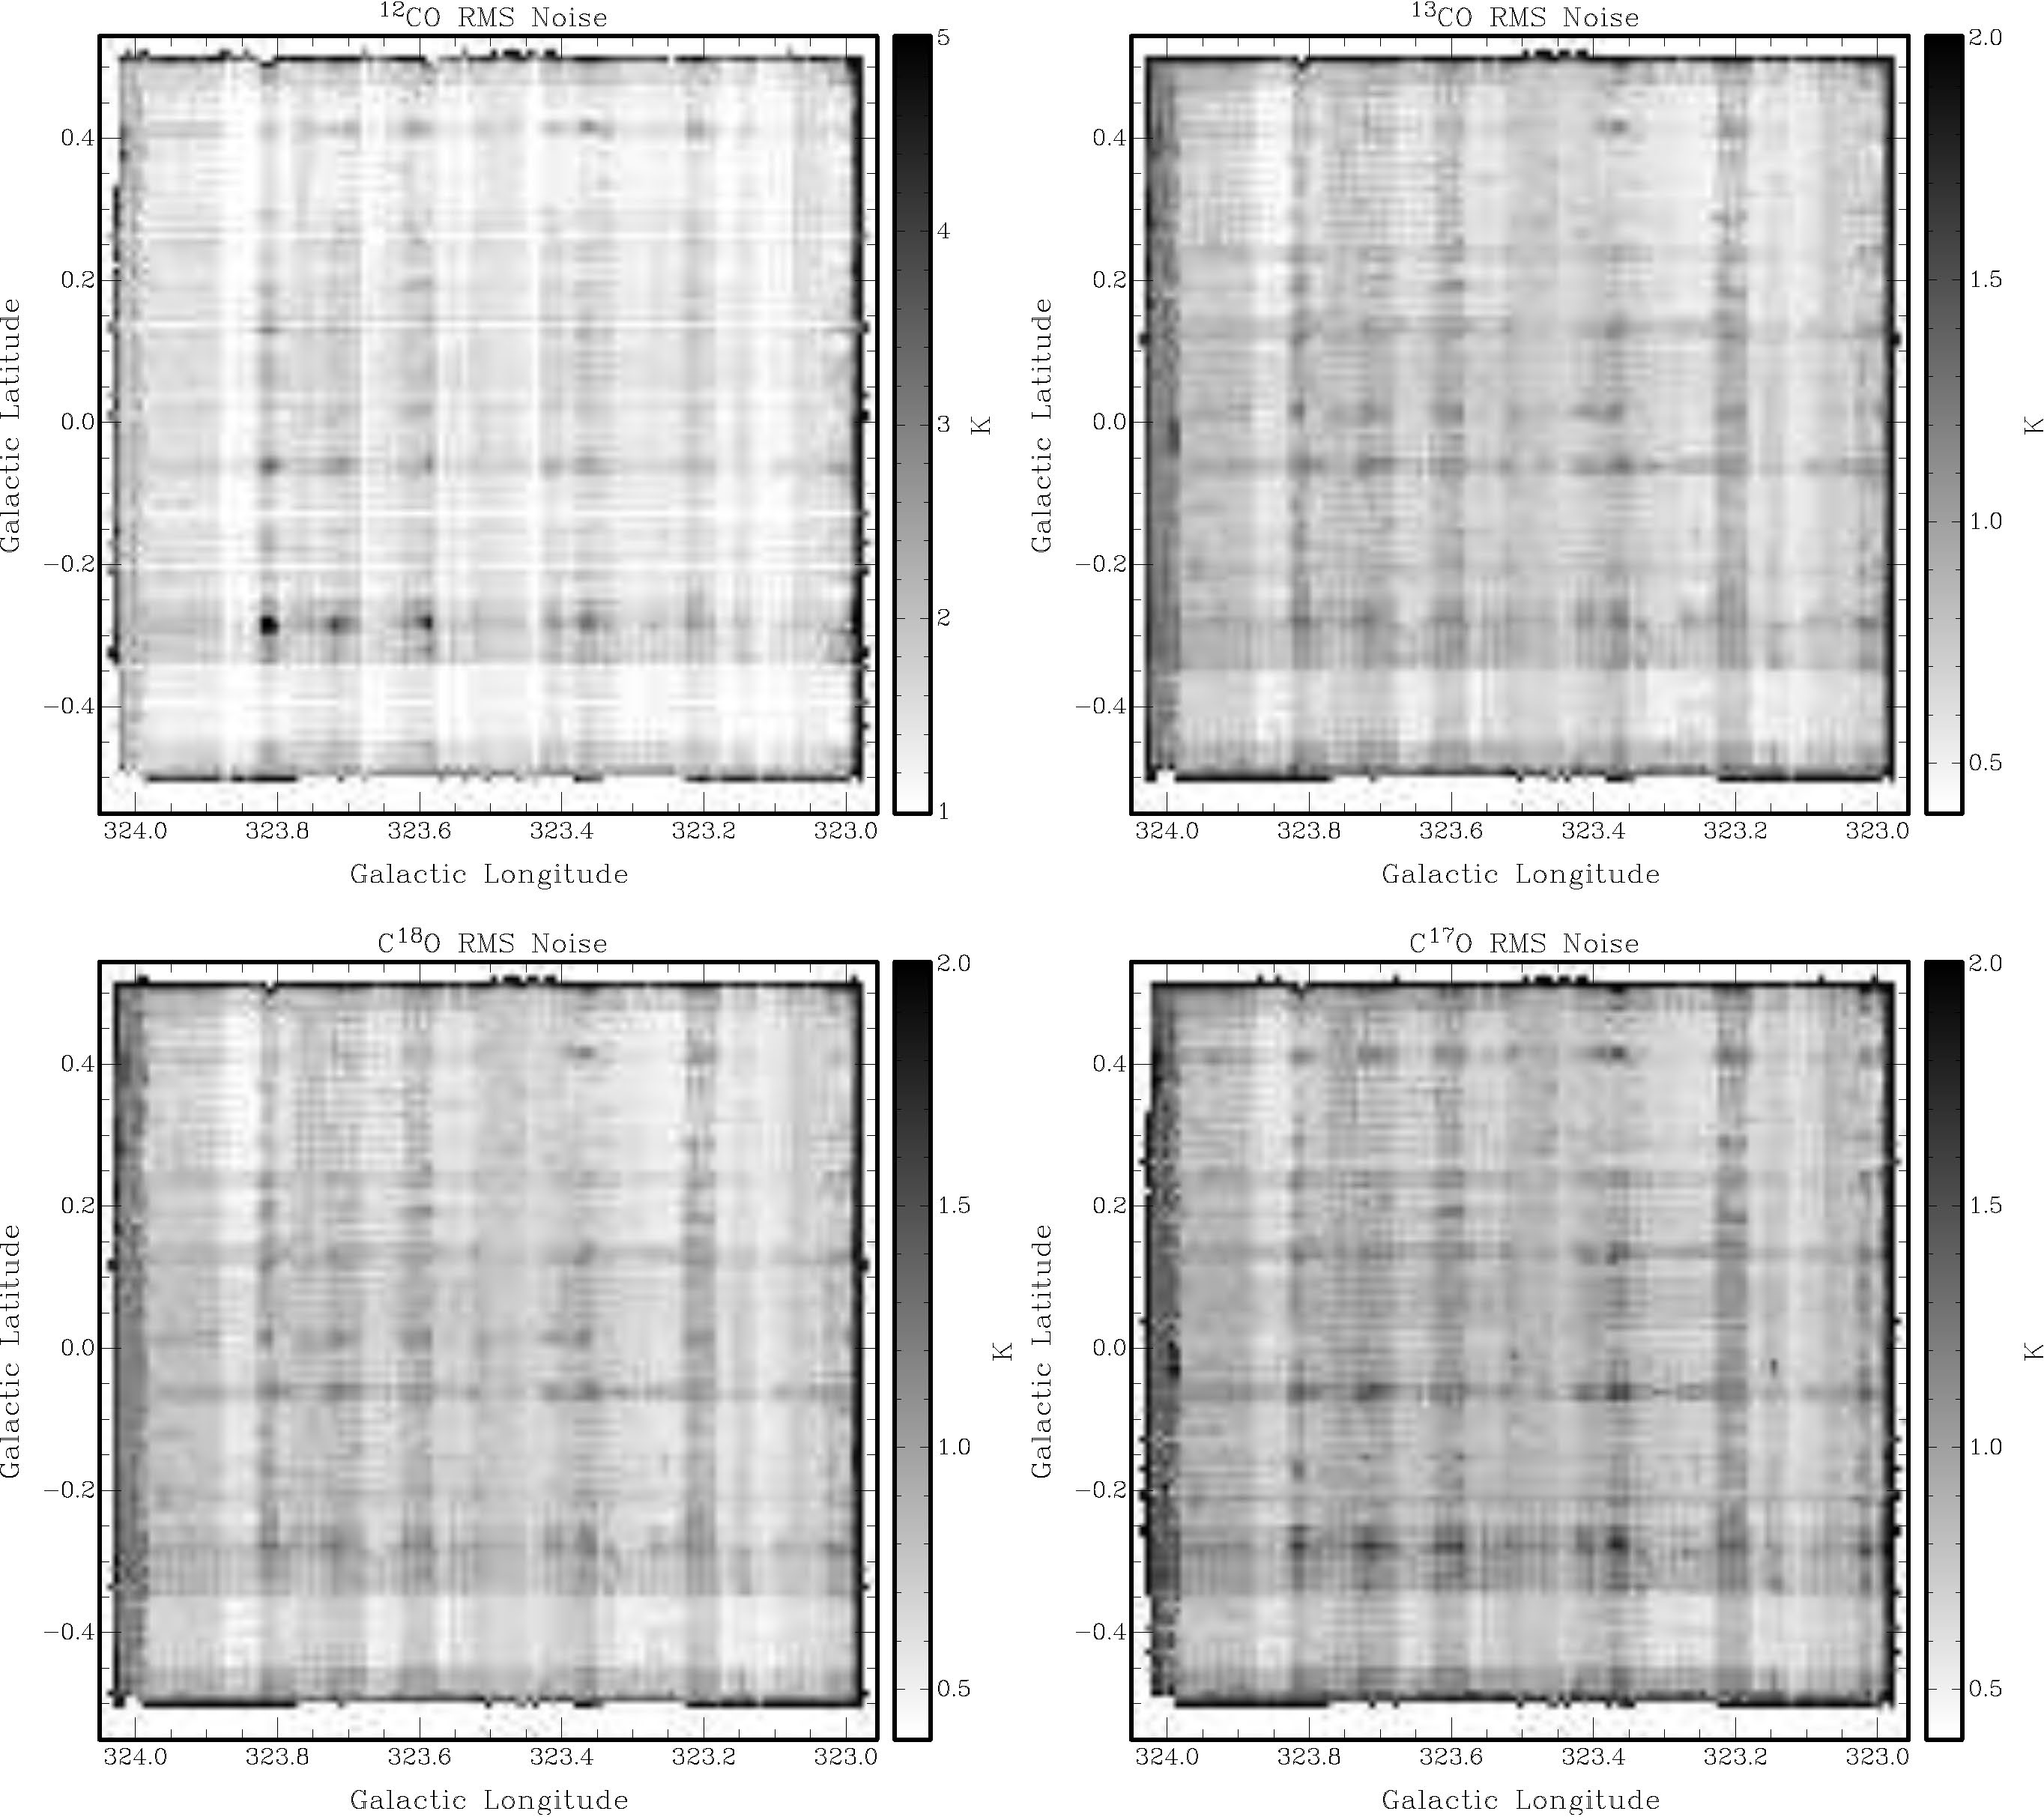 ¹²CO RMS Noise
5
4
3
2
1
K
0.4
0.2
0.0
−0.2
−0.4
Galactic Latitude
324.0 323.8 323.6 323.4 323.2 323.0
Galactic Longitude
¹³CO RMS Noise
2.0
1.5
1.0
0.5
K
0.4
0.2
0.0
−0.2
−0.4
Galactic Latitude
324.0 323.8 323.6 323.4 323.2 323.0
Galactic Longitude
C¹⁸O RMS Noise
2.0
1.5
1.0
0.5
K
0.4
0.2
0.0
−0.2
−0.4
Galactic Latitude
324.0 323.8 323.6 323.4 323.2 323.0
Galactic Longitude
C¹⁷O RMS Noise
2.0
1.5
1.0
0.5
K
0.4
0.2
0.0
−0.2
−0.4
Galactic Latitude
324.0 323.8 323.6 323.4 323.2 323.0
Galactic Longitude